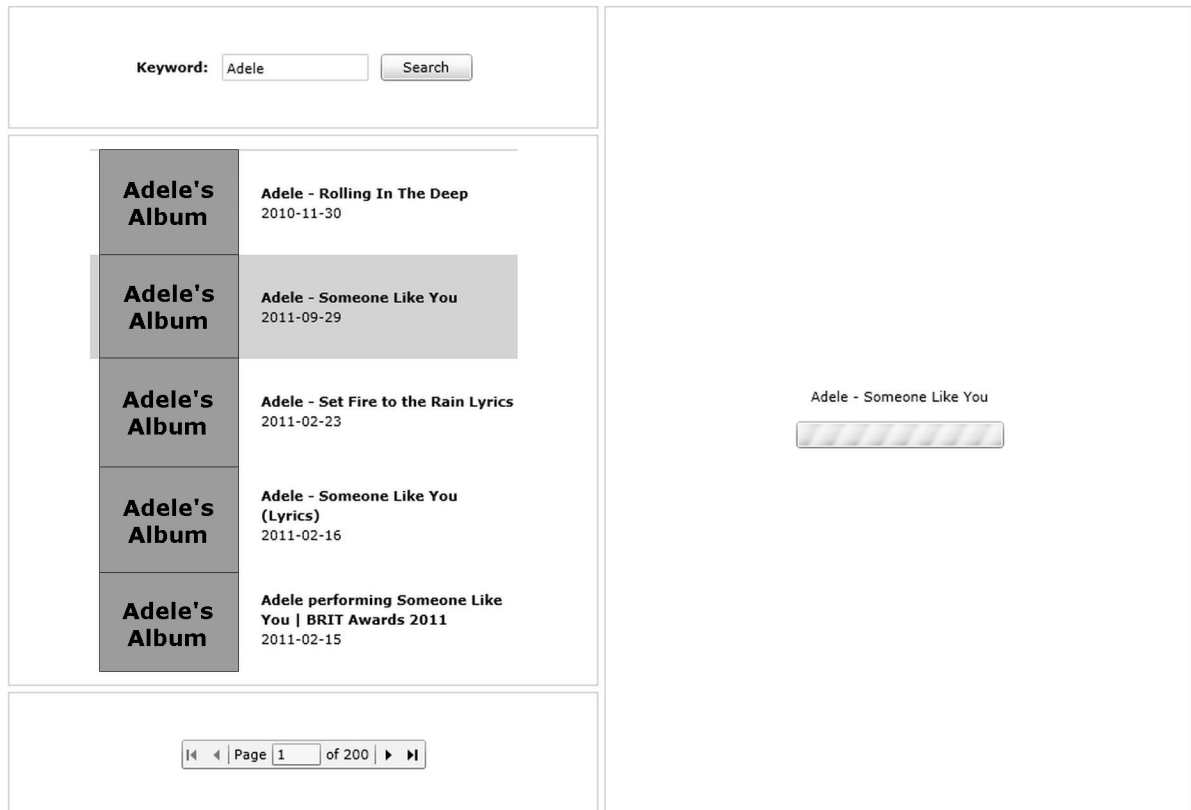 Keyword: Adele Search
Adele's
Album
Adele - Rolling In The Deep
2010-11-30
Adele's
Album
Adele - Someone Like You
2011-09-29
Adele's
Album
Adele - Set Fire to the Rain Lyrics
2011-02-23
Adele's
Album
Adele - Someone Like You
(Lyrics)
2011-02-16
Adele's
Album
Adele performing Someone Like
You | BRIT Awards 2011
2011-02-15
Page 1 of 200
Adele - Someone Like You